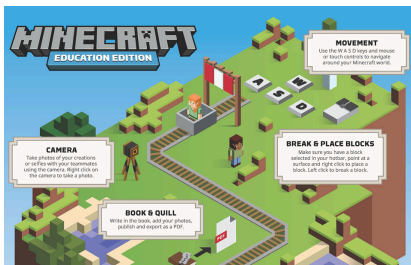 MINECRAFT
EDUCATION EDITION
MOVEMENT
Use the W A S D keys and mouse
or touch controls to navigate
around your Minecraft world.
W
A
S
D
CAMERA
Take photos of your creations
or selfies with your teammates
using the camera. Right click on
the camera to take a photo.
BREAK & PLACE BLOCKS
Make sure you have a block
selected in your hotbar, point at a
surface and right click to place a
block. Left click to break a block.
BOOK & QUILL
Write in the book, add your photos,
publish and export as a PDF.
PDF